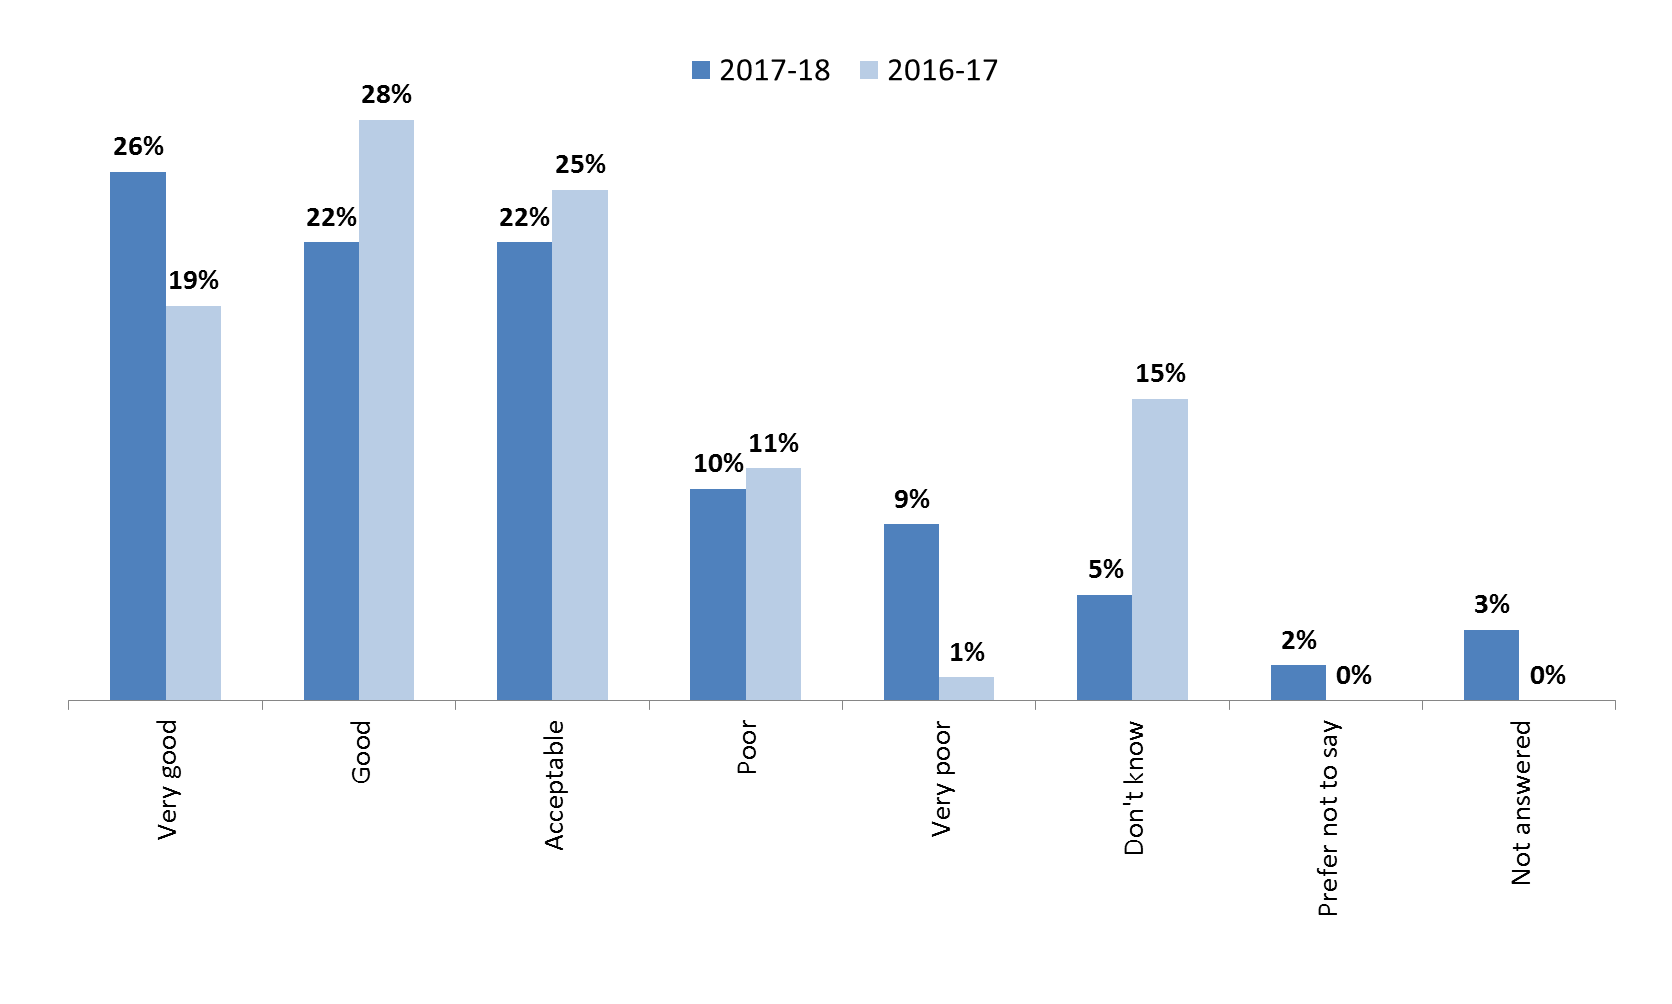 2017-18 2016-17
26% 19% 22% 28% 22% 25% 10% 11% 9% 1% 5% 15% 2% 0% 3% 0%
Very good
Good
Acceptable
Poor
Very poor
Don't know
Prefer not to say
Not answered